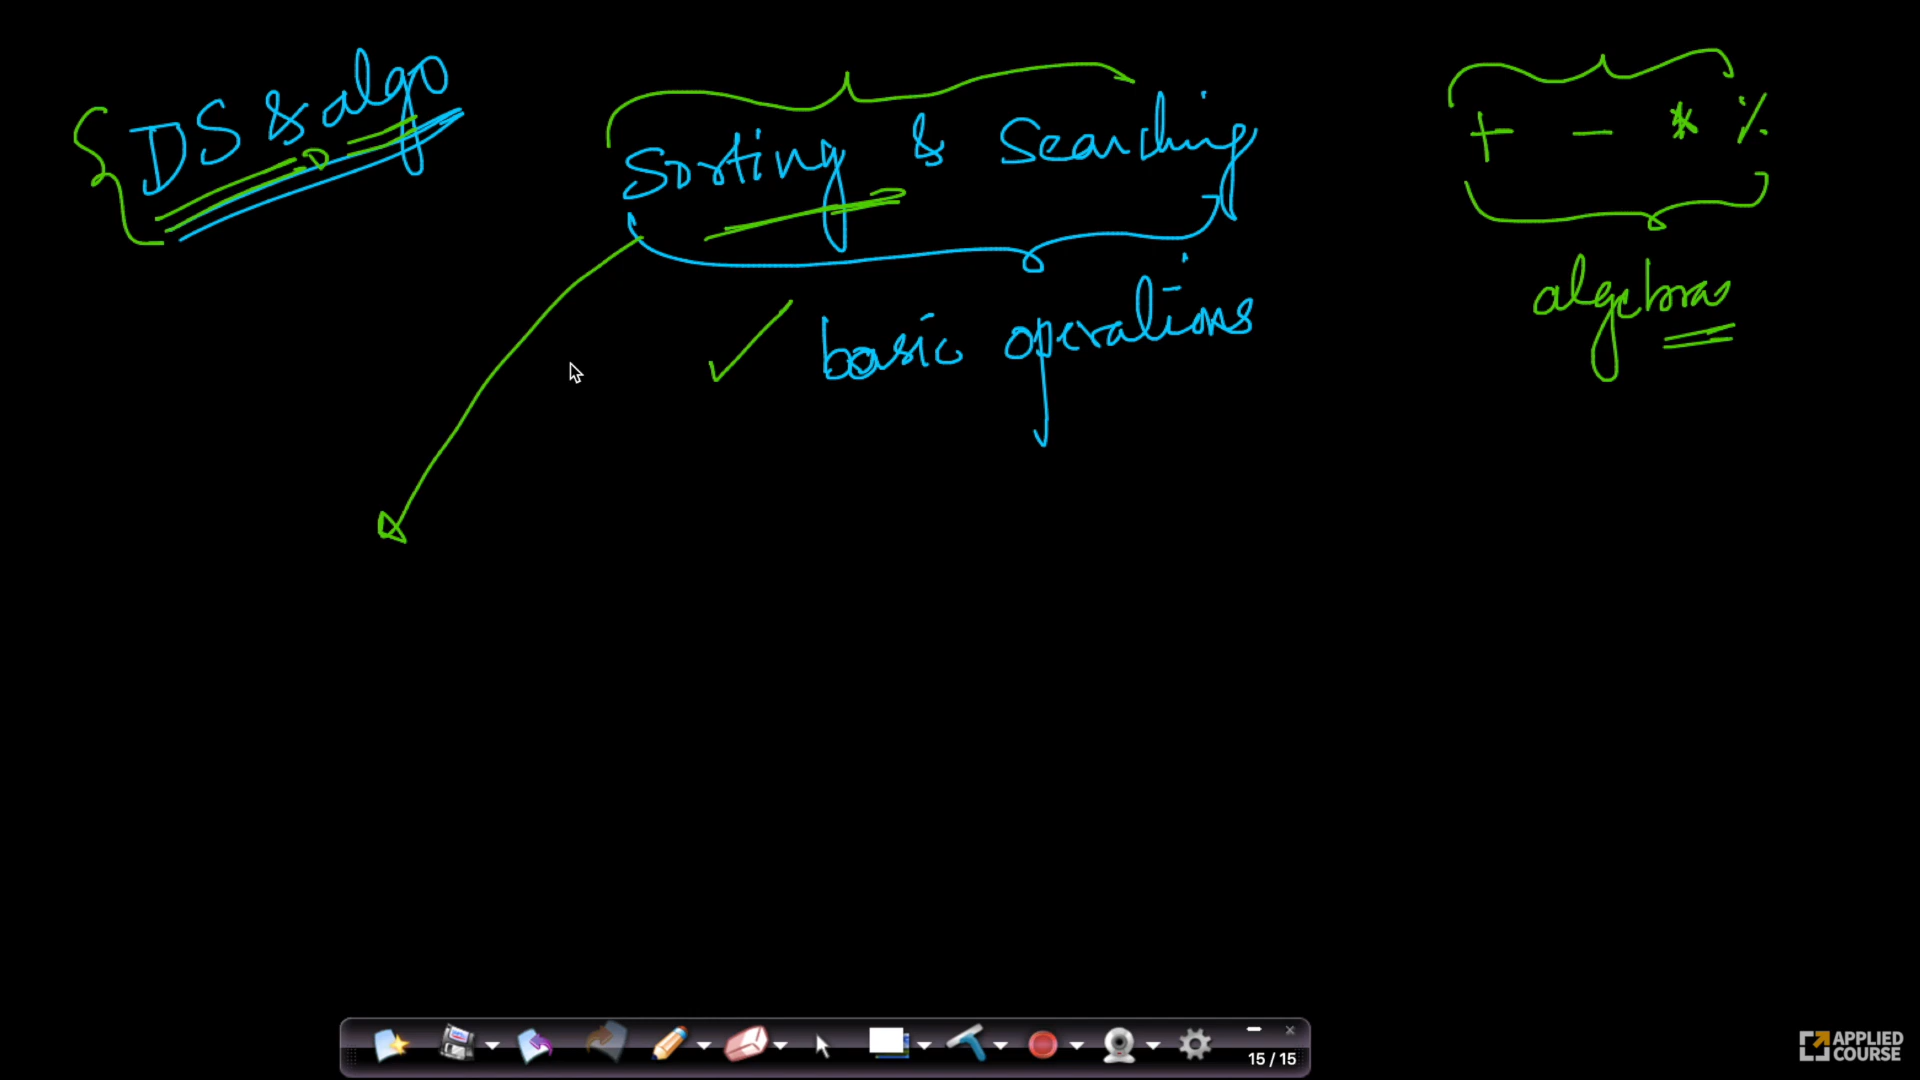 DS & algo
Sorting & Searching
basic operations
+ - * %
algebra
15 / 15
APPLIED
COURSE